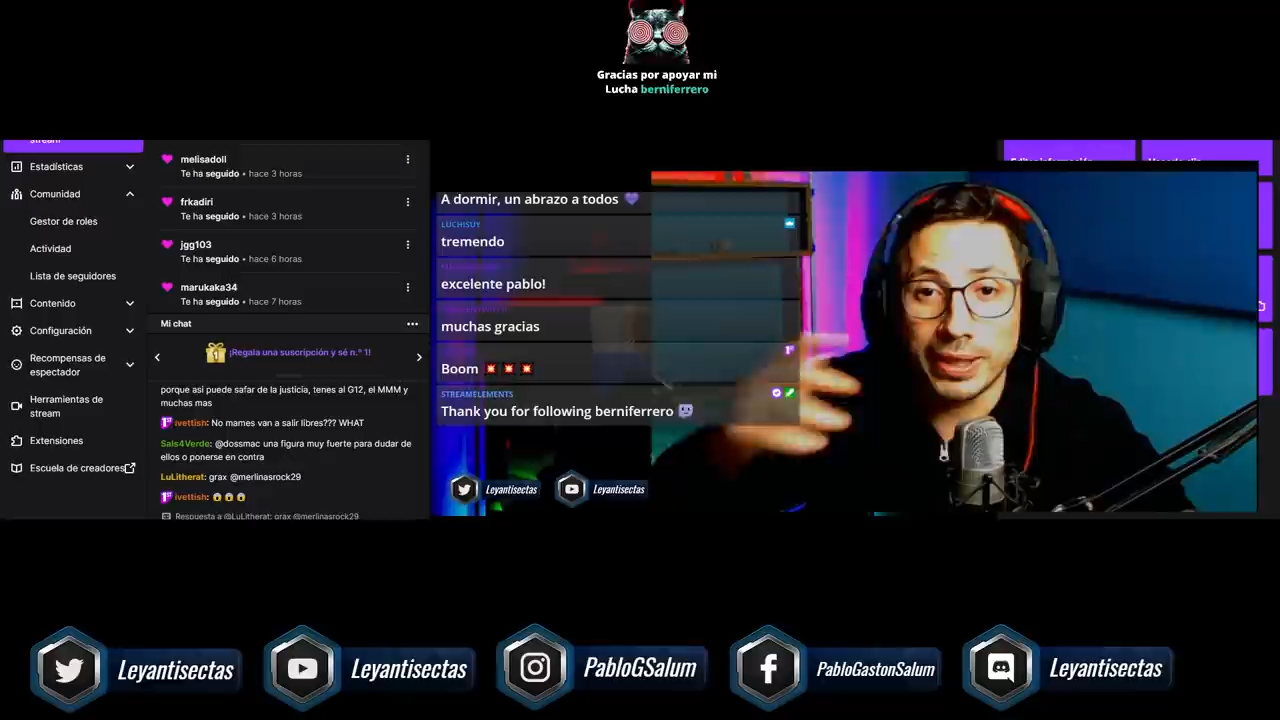 Gracias por apoyar mi
Lucha berniferrero
stream
Estadísticas
Comunidad
Gestor de roles
Actividad
Lista de seguidores
Contenido
Configuración
Recompensas de
espectador
Herramientas de
stream
Extensiones
Escuela de creadores
melisadoll
Te ha seguido • hace 3 horas
frkadiri
Te ha seguido • hace 3 horas
jgg103
Te ha seguido • hace 6 horas
marukaka34
Te ha seguido • hace 7 horas
Mi chat
¡Regala una suscripción y sé n.º 1!
porque asi puede safar de la justicia, tenes al G12, el MMM y
muchas mas
ivettish: No mames van a salir libres??? WHAT
Sals4Verde: @dossmac una figura muy fuerte para dudar de
ellos o ponerse en contra
LuLitherat: grax @merlinasrock29
ivettish: 😱😱😱
Respuesta a @LuLitherat: grax @merlinasrock29
A dormir, un abrazo a todos 💜
LUCHISUY
tremendo
excelente pablo!
muchas gracias
Boom 💥 💥 💥
STREAMELEMENTS
Thank you for following berniferrero
Leyantisectas
Leyantisectas
Leyantisectas
Leyantisectas
PabloGSalum
PabloGastonSalum
Leyantisectas